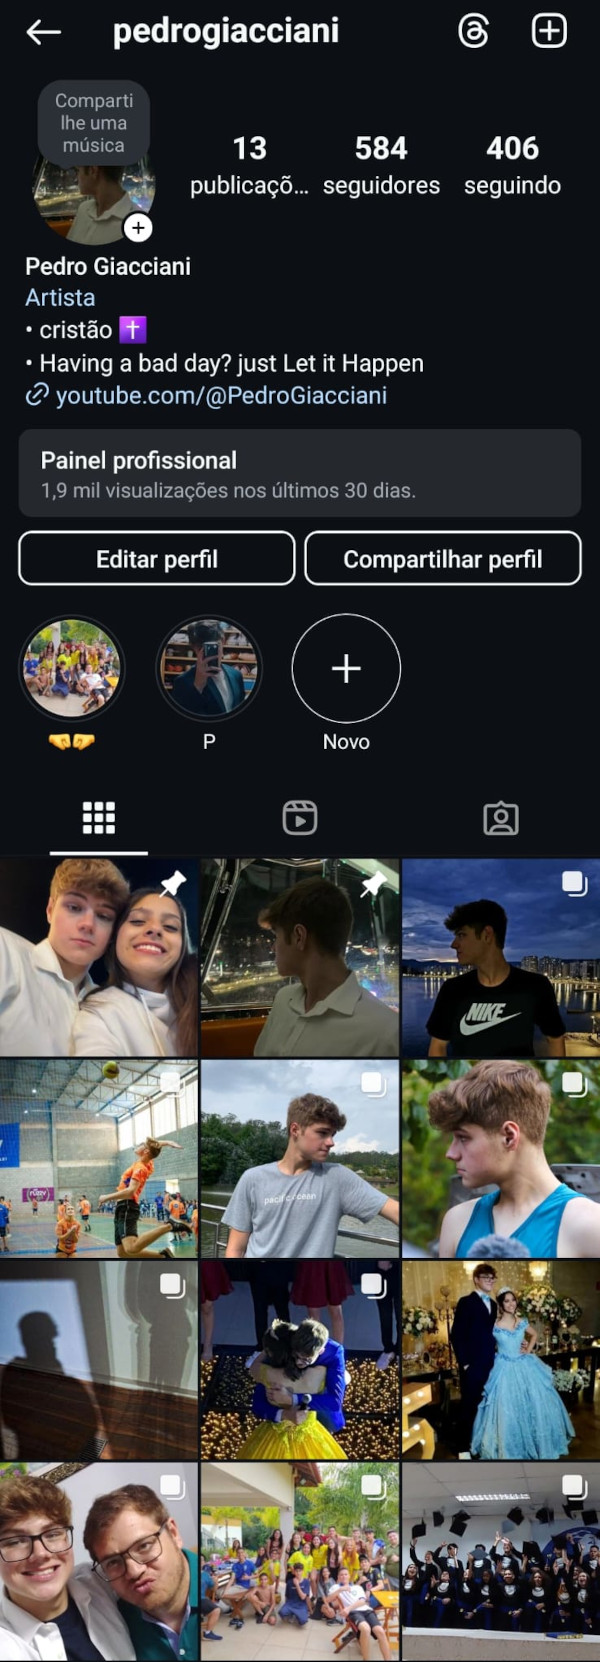 pedrogiacciani
Comparti
lhe uma
música
13
584
406
publicaçõ...
seguidores
seguindo
Pedro Giacciani
Artista
• cristão ✝️
• Having a bad day? just Let it Happen
youtube.com/@PedroGiacciani
Painel profissional
1,9 mil visualizações nos últimos 30 dias.
Editar perfil
Compartilhar perfil
P
Novo
NIKE
pacific ocean